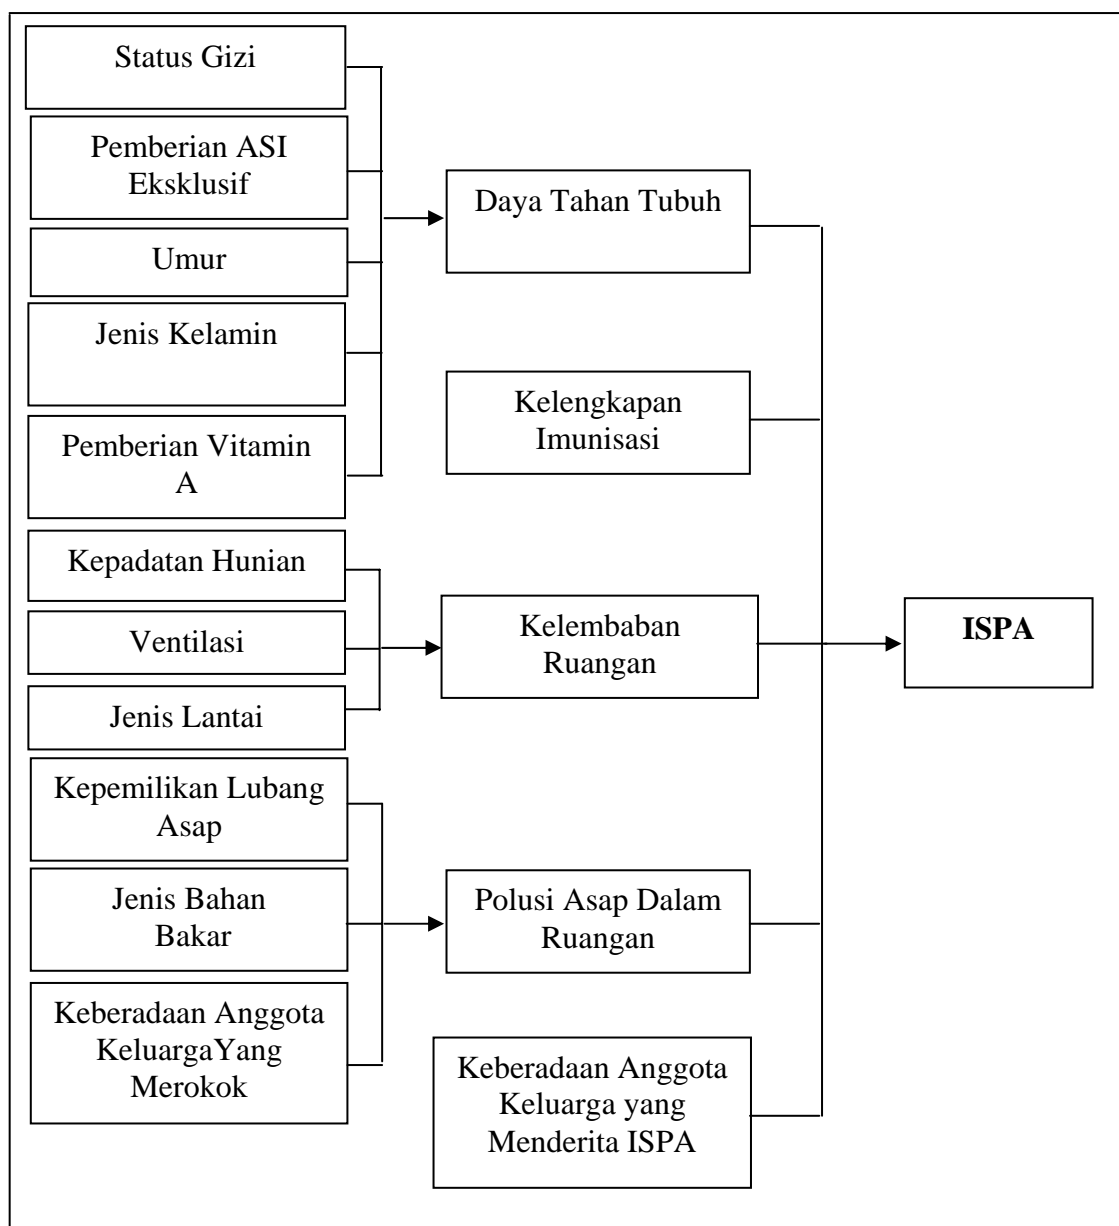 Status Gizi
Pemberian ASI
Eksklusif
Umur
Jenis Kelamin
Pemberian Vitamin
A
Kepadatan Hunian
Ventilasi
Jenis Lantai
Kepemilikan Lubang
Asap
Jenis Bahan
Bakar
Keberadaan Anggota
KeluargaYang
Merokok
Daya Tahan Tubuh
Kelengkapan
Imunisasi
Kelembaban
Ruangan
Polusi Asap Dalam
Ruangan
Keberadaan Anggota
Keluarga yang
Menderita ISPA
ISPA